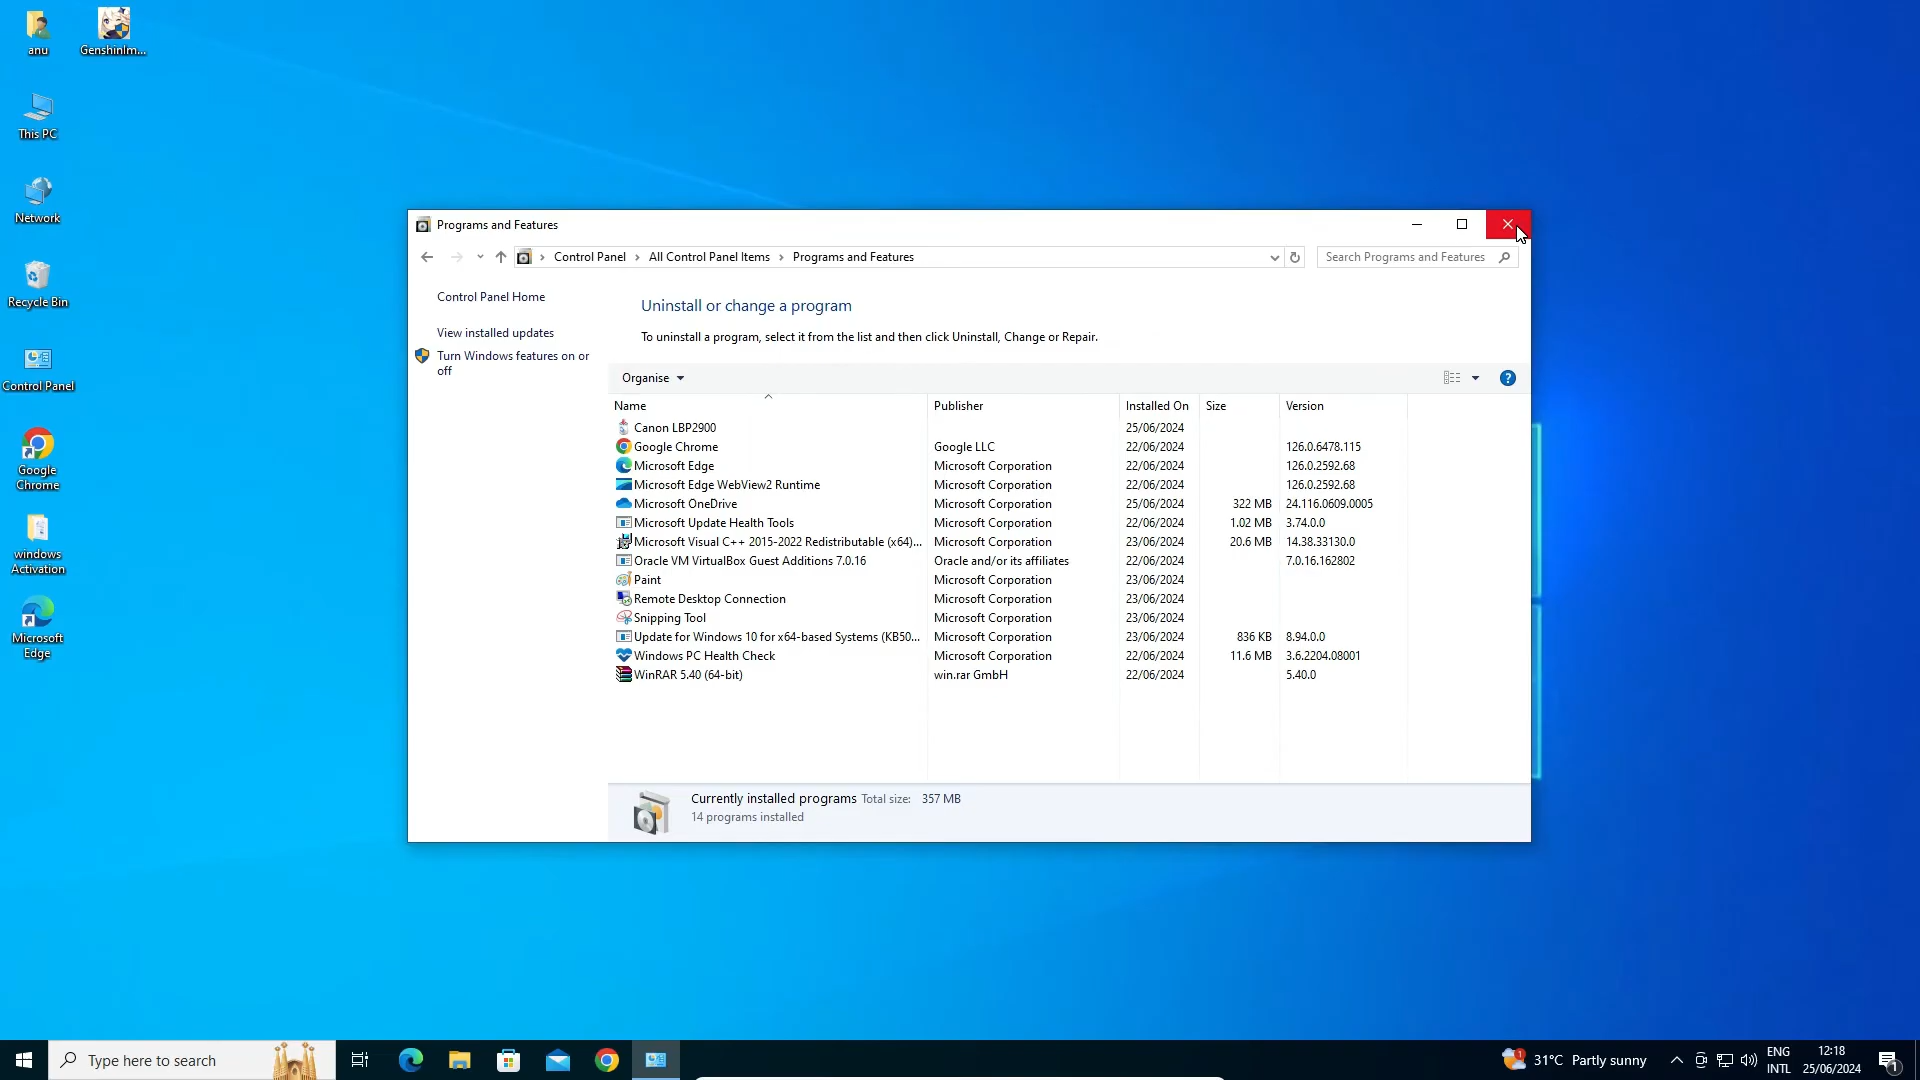 anu
GenshinIm...
This PC
Network
Recycle Bin
Control Panel
Google
Chrome
windows
Activation
Microsoft
Edge
Programs and Features
Control Panel
All Control Panel Items
Programs and Features
Search Programs and Features
Control Panel Home
View installed updates
Turn Windows features on or
off
Uninstall or change a program
To uninstall a program, select it from the list and then click Uninstall, Change or Repair.
Organise
Name Publisher Installed On Size Version
Canon LBP2900 25/06/2024
Google Chrome Google LLC 22/06/2024 126.0.6478.115
Microsoft Edge Microsoft Corporation 22/06/2024 126.0.2592.68
Microsoft Edge WebView2 Runtime Microsoft Corporation 22/06/2024 126.0.2592.68
Microsoft OneDrive Microsoft Corporation 25/06/2024 322 MB 24.116.0609.0005
Microsoft Update Health Tools Microsoft Corporation 22/06/2024 1.02 MB 3.74.0.0
Microsoft Visual C++ 2015-2022 Redistributable (x64)... Microsoft Corporation 23/06/2024 20.6 MB 14.38.33130.0
Oracle VM VirtualBox Guest Additions 7.0.16 Oracle and/or its affiliates 22/06/2024 7.0.16.162802
Paint Microsoft Corporation 23/06/2024
Remote Desktop Connection Microsoft Corporation 23/06/2024
Snipping Tool Microsoft Corporation 23/06/2024
Update for Windows 10 for x64-based Systems (KB50... Microsoft Corporation 23/06/2024 836 KB 8.94.0.0
Windows PC Health Check Microsoft Corporation 22/06/2024 11.6 MB 3.6.2204.08001
WinRAR 5.40 (64-bit) win.rar GmbH 22/06/2024 5.40.0
Currently installed programs Total size: 357 MB
14 programs installed
Type here to search
1
31°C Partly sunny
ENG
INTL
12:18
25/06/2024
1